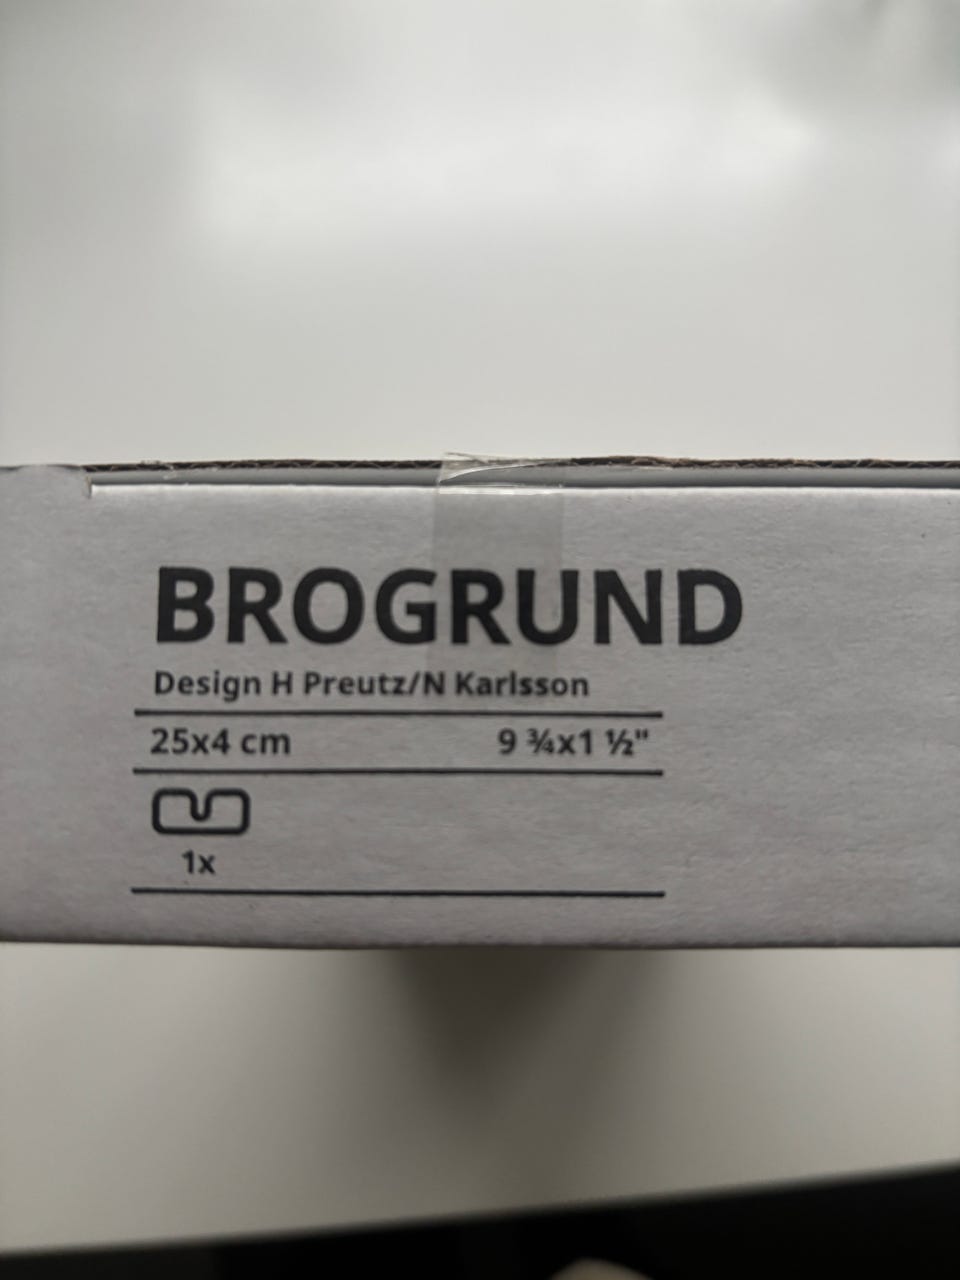 BROGRUND
Design H Preutz/N Karlsson
25x4 cm 9 ¾x1 ½"
1x